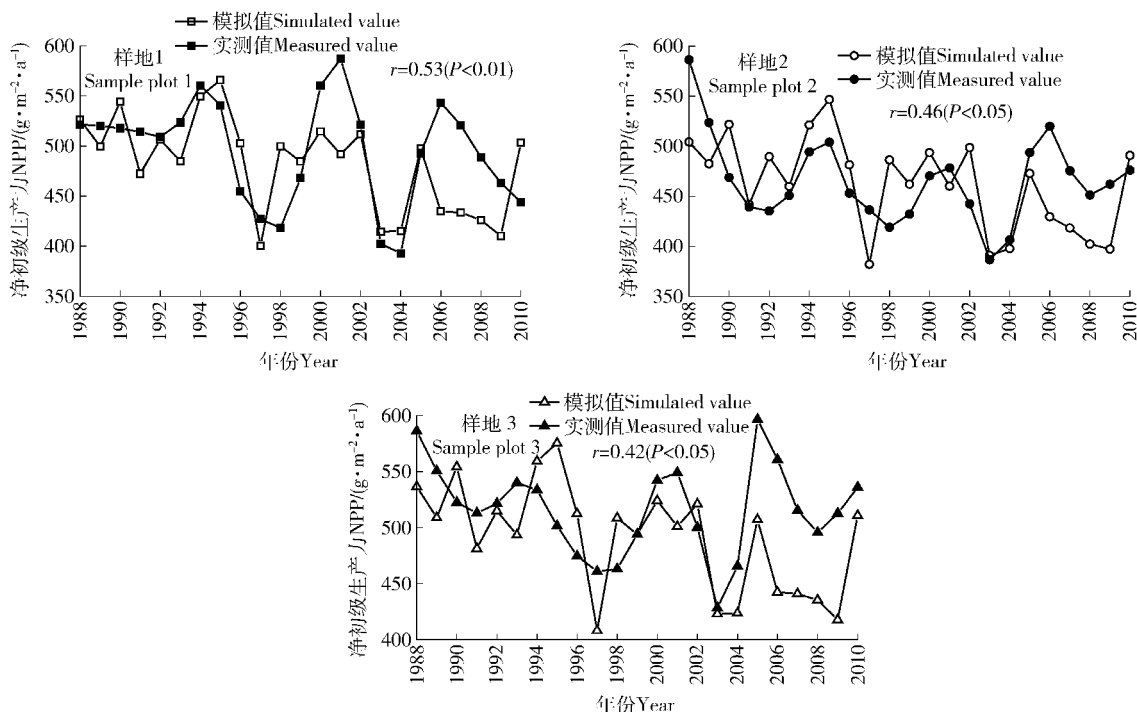 模拟值Simulated value
实测值Measured value
样地1
Sample plot 1
r=0.53(P<0.01)
净初级生产力NPP/(g·m⁻²·a⁻¹)
600
550
500
450
400
350
1988
1990
1992
1994
1996
1998
2000
2002
2004
2006
2008
2010
年份Year
模拟值Simulated value
实测值Measured value
样地2
Sample plot 2
r=0.46(P<0.05)
净初级生产力NPP/(g·m⁻²·a⁻¹)
600
550
500
450
400
350
300
1988
1990
1992
1994
1996
1998
2000
2002
2004
2006
2008
2010
年份Year
模拟值Simulated value
实测值Measured value
样地 3
Sample plot 3
r=0.42(P<0.05)
净初级生产力NPP/(g·m⁻²·a⁻¹)
600
550
500
450
400
1988
1990
1992
1994
1996
1998
2000
2002
2004
2006
2008
2010
年份Year